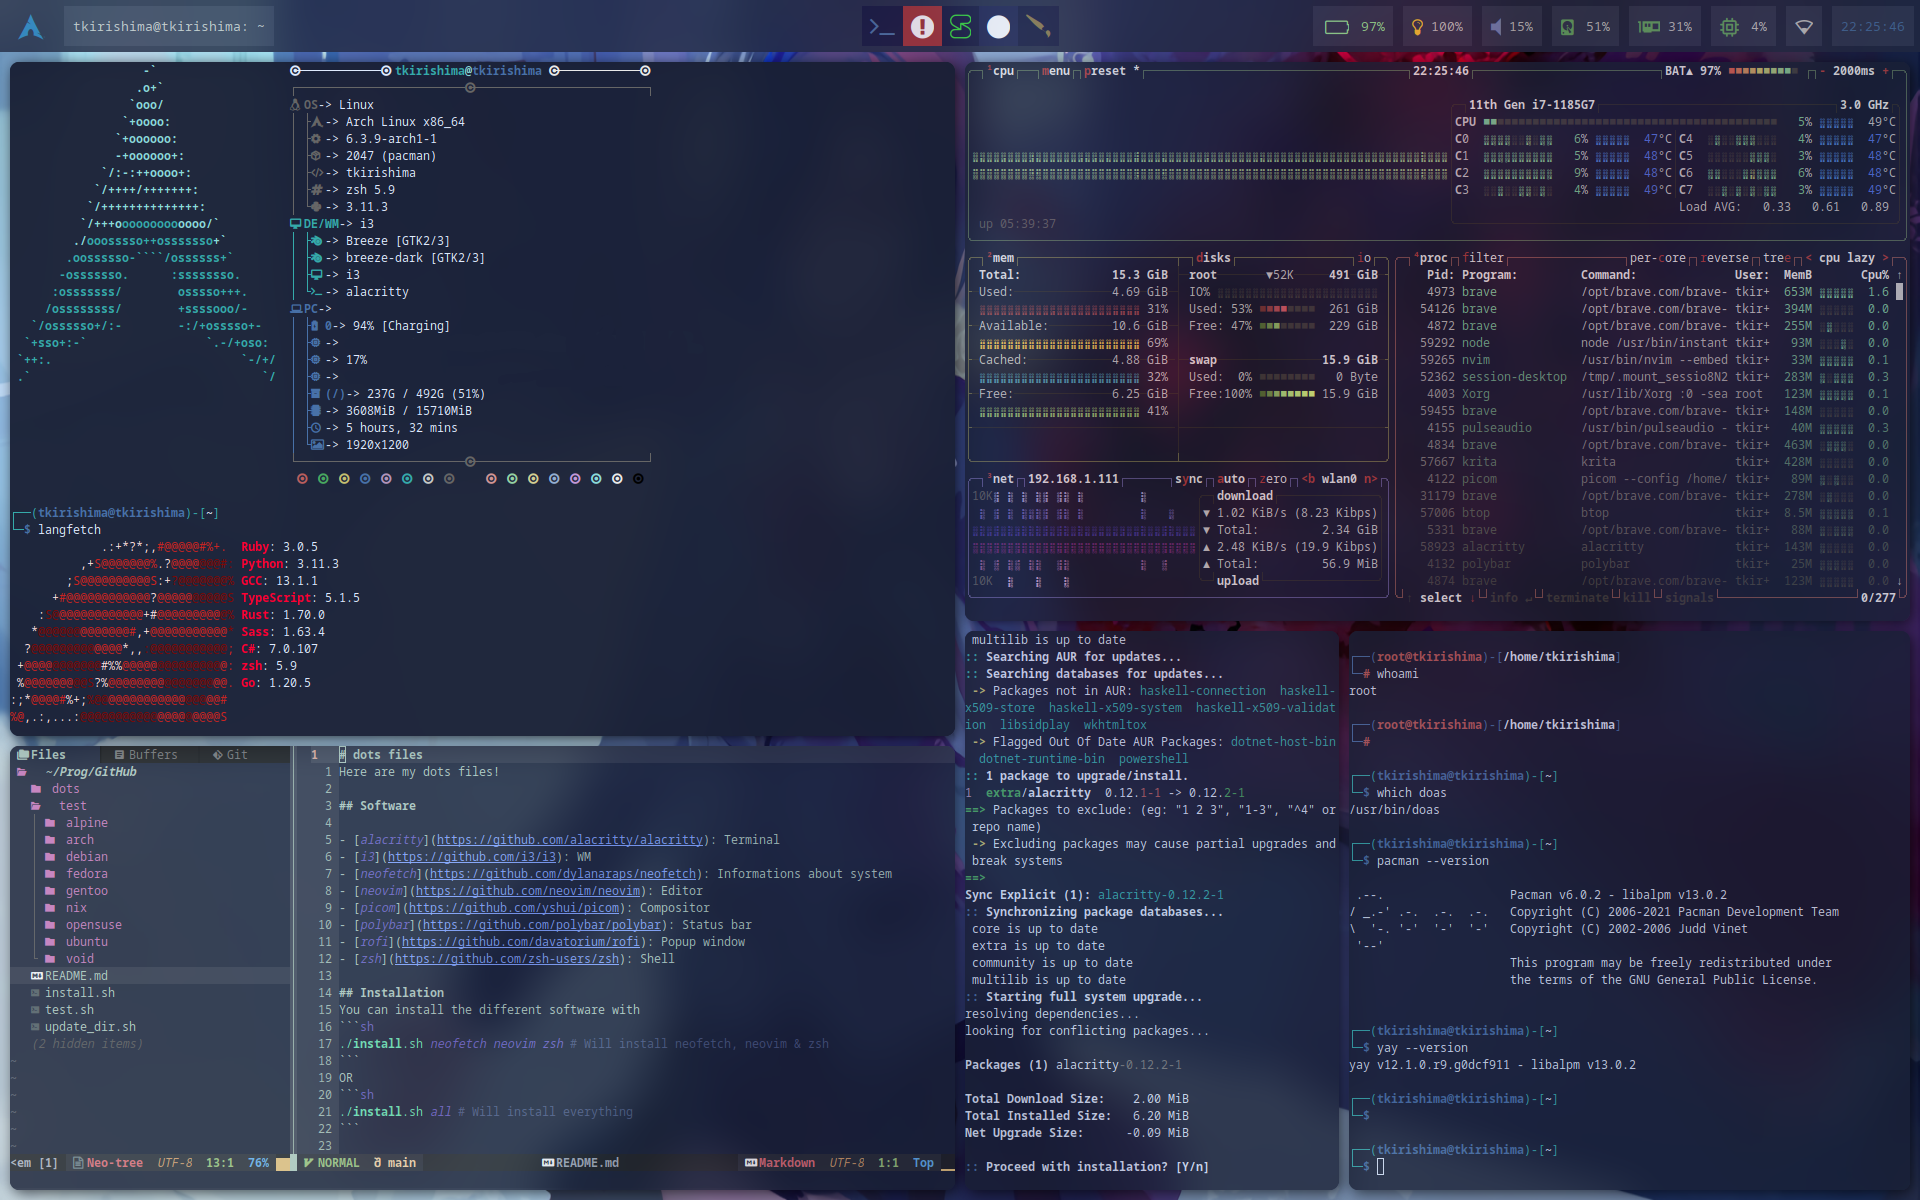 tkirishima@tkirishima: ~
97%
100%
15%
51%
31%
4%
22:25:46
tkirishima@tkirishima
OS-> Linux
-> Arch Linux x86_64
-> 6.3.9-arch1-1
-> 2047 (pacman)
-> tkirishima
-> zsh 5.9
-> 3.11.3
DE/WM-> i3
-> Breeze [GTK2/3]
-> breeze-dark [GTK2/3]
-> i3
-> alacritty
PC->
0-> 94% [Charging]
->
-> 17%
->
(/)-> 237G / 492G (51%)
-> 3608MiB / 15710MiB
-> 5 hours, 32 mins
-> 1920x1200
(tkirishima@tkirishima)-[~]
$ langfetch
Ruby: 3.0.5
Python: 3.11.3
GCC: 13.1.1
TypeScript: 5.1.5
Rust: 1.70.0
Sass: 1.63.4
C#: 7.0.107
zsh: 5.9
Go: 1.20.5
Files Buffers Git
~/Prog/GitHub
dots
test
alpine
arch
debian
fedora
gentoo
nix
opensuse
ubuntu
void
README.md
install.sh
test.sh
update_dir.sh
(2 hidden items)
<em [1] Neo-tree UTF-8 13:1 76%
1 # dots files
1 Here are my dots files!
2
3 ## Software
4
5 - [alacritty](https://github.com/alacritty/alacritty): Terminal
6 - [i3](https://github.com/i3/i3): WM
7 - [neofetch](https://github.com/dylanaraps/neofetch): Informations about system
8 - [neovim](https://github.com/neovim/neovim): Editor
9 - [picom](https://github.com/yshui/picom): Compositor
10 - [polybar](https://github.com/polybar/polybar): Status bar
11 - [rofi](https://github.com/davatorium/rofi): Popup window
12 - [zsh](https://github.com/zsh-users/zsh): Shell
13
14 ## Installation
15 You can install the different software with
16 ```sh
17 ./install.sh neofetch neovim zsh # Will install neofetch, neovim & zsh
18 ```
19 OR
20 ```sh
21 ./install.sh all # Will install everything
22 ```
23
NORMAL main README.md Markdown UTF-8 1:1 Top
¹cpu menu preset * 22:25:46 BAT▲ 97% - 2000ms +
11th Gen i7-1185G7 3.0 GHz
CPU 5% 49°C
C0 6% 47°C C4 4% 47°C
C1 5% 48°C C5 3% 48°C
C2 9% 48°C C6 6% 48°C
C3 4% 49°C C7 3% 49°C
Load AVG: 0.33 0.61 0.89
up 05:39:37
²mem disks io
Total: 15.3 GiB root ▼52K 491 GiB
Used: 4.69 GiB IO%
31% Used: 53% 261 GiB
Available: 10.6 GiB Free: 47% 229 GiB
69%
Cached: 4.88 GiB swap 15.9 GiB
32% Used: 0% 0 Byte
Free: 6.25 GiB Free:100% 15.9 GiB
41%
³net 192.168.1.111 sync auto zero <b wlan0 n>
10K download
▼ 1.02 KiB/s (8.23 Kibps)
▼ Total: 2.34 GiB
▲ 2.48 KiB/s (19.9 Kibps)
▲ Total: 56.9 MiB
10K upload
⁴proc filter per-core reverse tree < cpu lazy >
Pid: Program: Command: User: MemB Cpu% ↑
4973 brave /opt/brave.com/brave- tkir+ 653M 1.6
54126 brave /opt/brave.com/brave- tkir+ 394M 0.0
4872 brave /opt/brave.com/brave- tkir+ 255M 0.0
59292 node node /usr/bin/instant tkir+ 93M 0.0
59265 nvim /usr/bin/nvim --embed tkir+ 33M 0.1
52362 session-desktop /tmp/.mount_sessio8N2 tkir+ 283M 0.3
4003 Xorg /usr/lib/Xorg :0 -sea root 123M 0.1
59455 brave /opt/brave.com/brave- tkir+ 148M 0.0
4155 pulseaudio /usr/bin/pulseaudio - tkir+ 40M 0.3
4834 brave /opt/brave.com/brave- tkir+ 463M 0.0
57667 krita krita tkir+ 428M 0.0
4122 picom picom --config /home/ tkir+ 89M 0.0
31179 brave /opt/brave.com/brave- tkir+ 278M 0.0
57006 btop btop tkir+ 8.5M 0.1
5331 brave /opt/brave.com/brave- tkir+ 88M 0.0
58923 alacritty alacritty tkir+ 143M 0.0
4132 polybar polybar tkir+ 25M 0.0
4874 brave /opt/brave.com/brave- tkir+ 123M 0.0 ↓
select ↓ info ↵ terminate kill signals 0/277
multilib is up to date
:: Searching AUR for updates...
:: Searching databases for updates...
-> Packages not in AUR: haskell-connection haskell-
x509-store haskell-x509-system haskell-x509-validat
ion libsidplay wkhtmltox
-> Flagged Out Of Date AUR Packages: dotnet-host-bin
dotnet-runtime-bin powershell
:: 1 package to upgrade/install.
1 extra/alacritty 0.12.1-1 -> 0.12.2-1
==> Packages to exclude: (eg: "1 2 3", "1-3", "^4" or
repo name)
-> Excluding packages may cause partial upgrades and
break systems
==>
Sync Explicit (1): alacritty-0.12.2-1
:: Synchronizing package databases...
core is up to date
extra is up to date
community is up to date
multilib is up to date
:: Starting full system upgrade...
resolving dependencies...
looking for conflicting packages...
Packages (1) alacritty-0.12.2-1
Total Download Size: 2.00 MiB
Total Installed Size: 6.20 MiB
Net Upgrade Size: -0.09 MiB
:: Proceed with installation? [Y/n]
(root@tkirishima)-[/home/tkirishima]
# whoami
root
(root@tkirishima)-[/home/tkirishima]
#
(tkirishima@tkirishima)-[~]
$ which doas
/usr/bin/doas
(tkirishima@tkirishima)-[~]
$ pacman --version
Pacman v6.0.2 - libalpm v13.0.2
Copyright (C) 2006-2021 Pacman Development Team
Copyright (C) 2002-2006 Judd Vinet
This program may be freely redistributed under
the terms of the GNU General Public License.
(tkirishima@tkirishima)-[~]
$ yay --version
yay v12.1.0.r9.g0dcf911 - libalpm v13.0.2
(tkirishima@tkirishima)-[~]
$
(tkirishima@tkirishima)-[~]
$